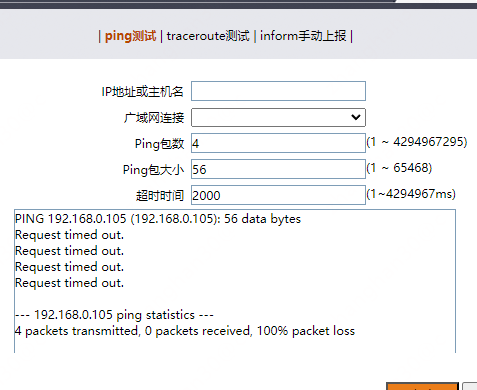 | ping测试 | traceroute测试 | inform手动上报 |
IP地址或主机名
广域网连接
Ping包数 4 (1 ~ 4294967295)
Ping包大小 56 (1 ~ 65468)
超时时间 2000 (1~4294967ms)
PING 192.168.0.105 (192.168.0.105): 56 data bytes
Request timed out.
Request timed out.
Request timed out.
Request timed out.
--- 192.168.0.105 ping statistics ---
4 packets transmitted, 0 packets received, 100% packet loss